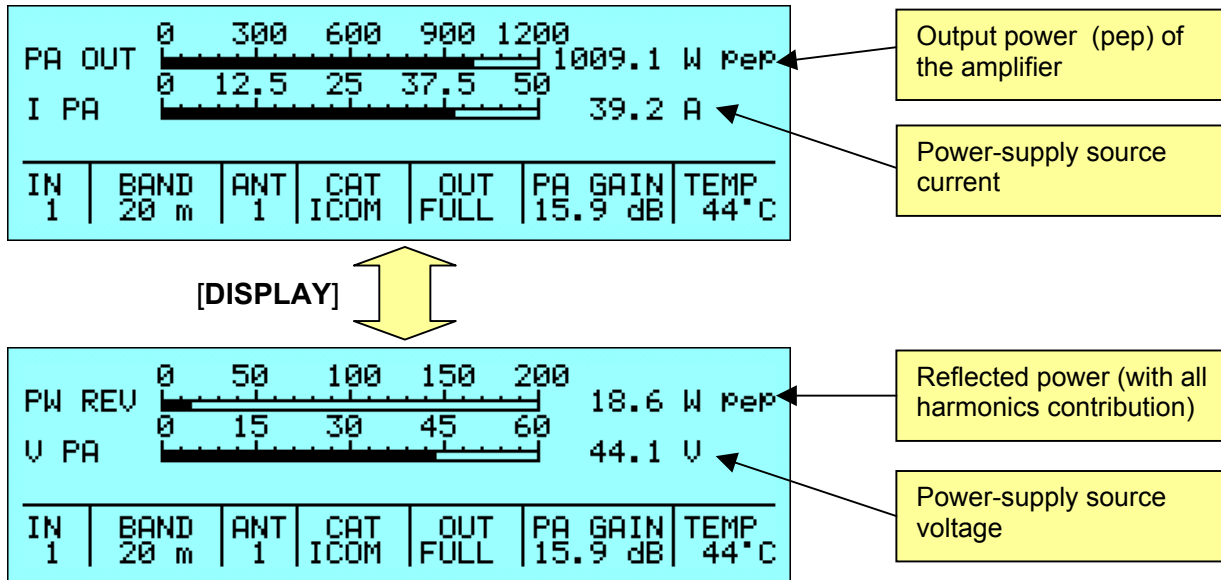 0 300 600 900 1200
PA OUT 1009.1 W pep
0 12.5 25 37.5 50
I PA 39.2 A
IN BAND ANT CAT OUT PA GAIN TEMP
1 20 m 1 ICOM FULL 15.9 dB 44°C
Output power (pep) of
the amplifier
Power-supply source
current
[DISPLAY]
0 50 100 150 200
PW REV 18.6 W pep
0 15 30 45 60
V PA 44.1 V
IN BAND ANT CAT OUT PA GAIN TEMP
1 20 m 1 ICOM FULL 15.9 dB 44°C
Reflected power (with all
harmonics contribution)
Power-supply source
voltage